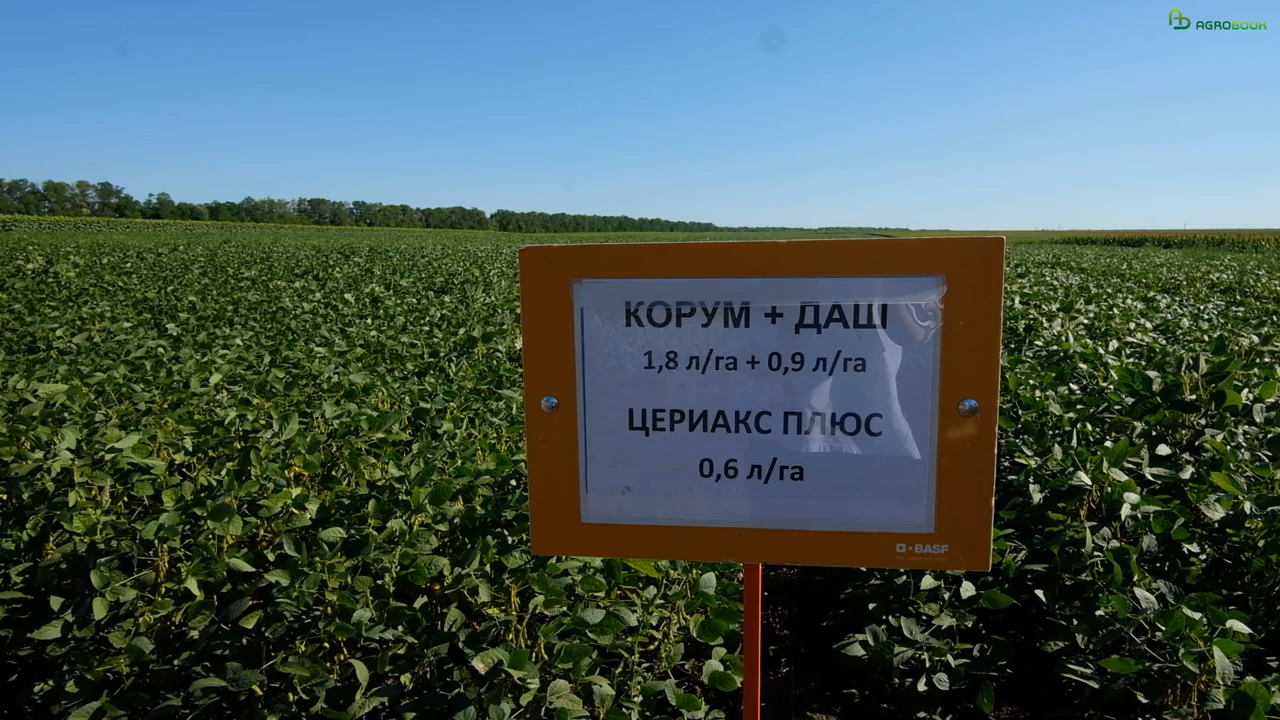 AGROBOOK
КОРУМ + ДАШ
1,8 л/га + 0,9 л/га
ЦЕРИАКС ПЛЮС
0,6 л/га
BASF